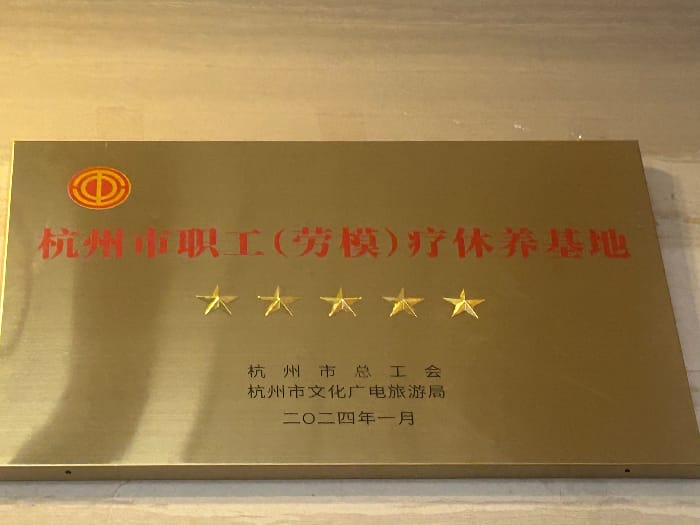 杭州市职工(劳模)疗休养基地
杭州市总工会
杭州市文化广电旅游局
二〇二四年一月